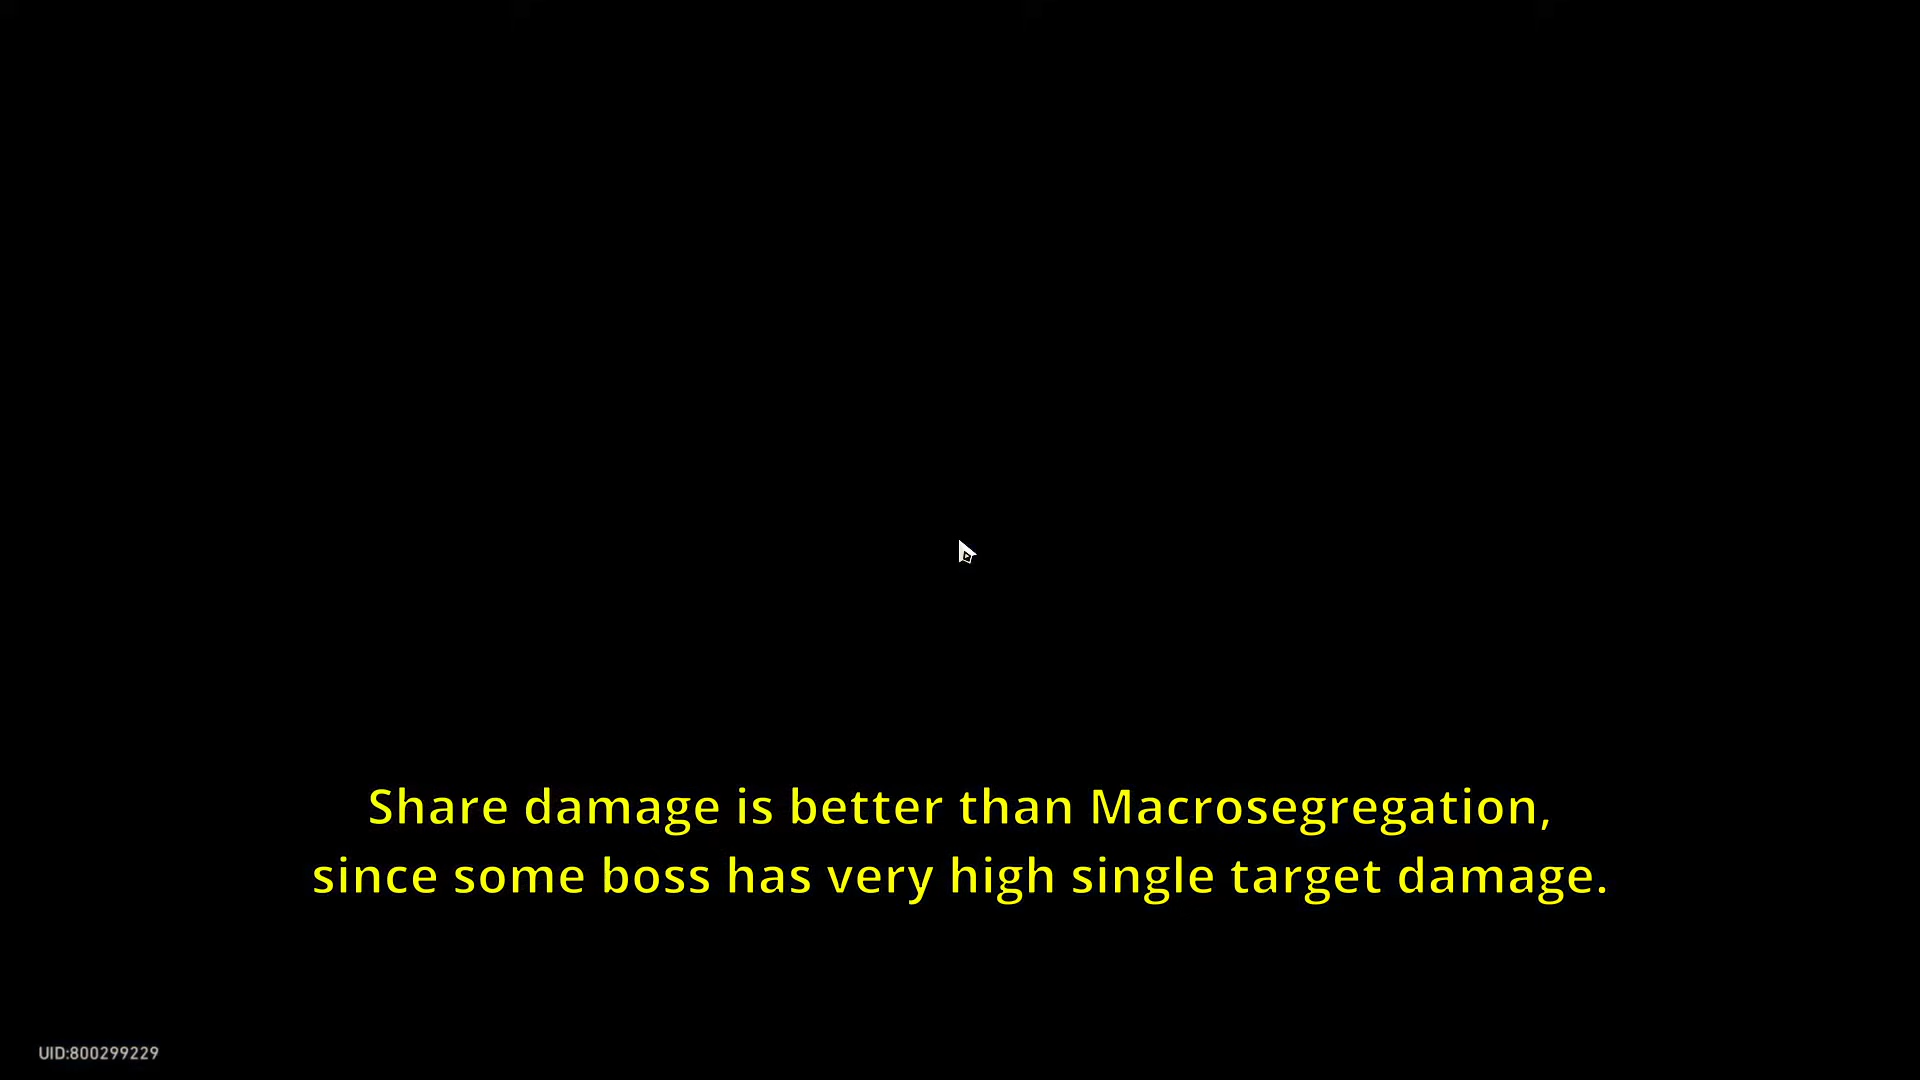 Share damage is better than Macrosegregation,
since some boss has very high single target damage.
UID:800299229